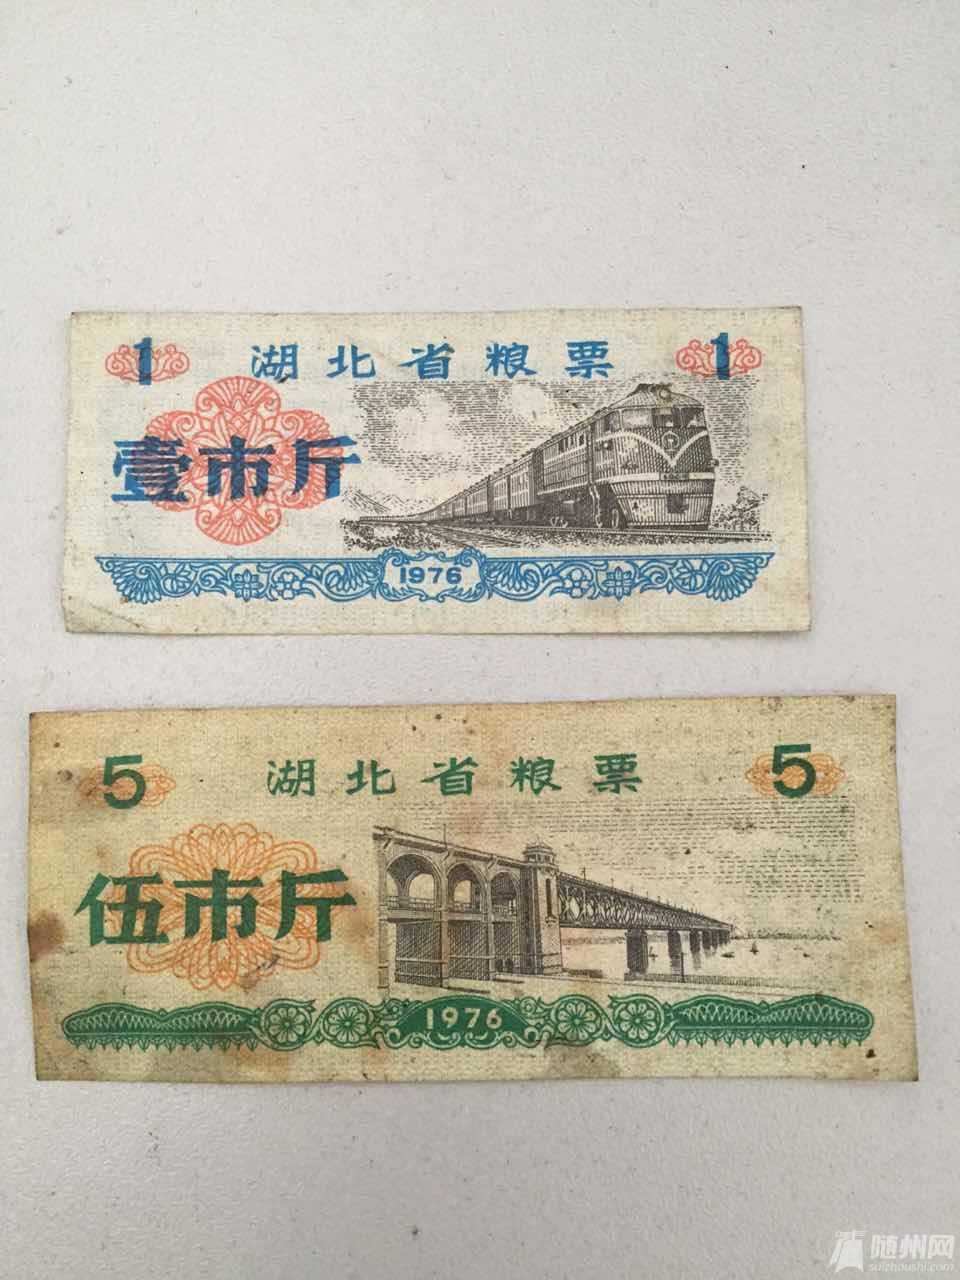 1 湖北省粮票 1
壹市斤
1976
5 湖北省粮票 5
伍市斤
1976
随州网
suizhoushi.com